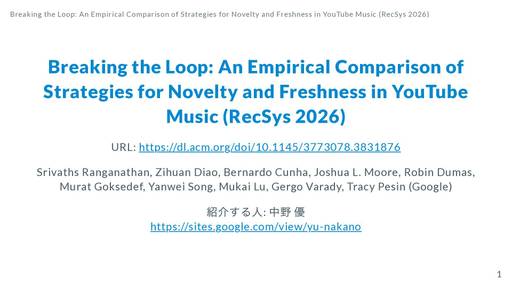 Breaking the Loop: An Empirical Comparison of Strategies for Novelty and Freshness in YouTube Music (RecSys 2026)
Breaking the Loop: An Empirical Comparison of
Strategies for Novelty and Freshness in YouTube
Music (RecSys 2026)
URL: https://dl.acm.org/doi/10.1145/3773078.3831876
Srivaths Ranganathan, Zihuan Diao, Bernardo Cunha, Joshua L. Moore, Robin Dumas,
Murat Goksedef, Yanwei Song, Mukai Lu, Gergo Varady, Tracy Pesin (Google)
紹介する人: 中野 優
https://sites.google.com/view/yu-nakano
1